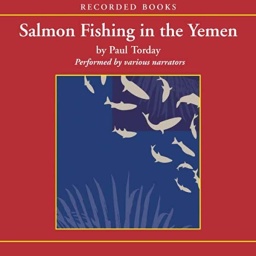 RECORDED BOOKS
Salmon Fishing in the Yemen
by Paul Torday
Performed by various narrators